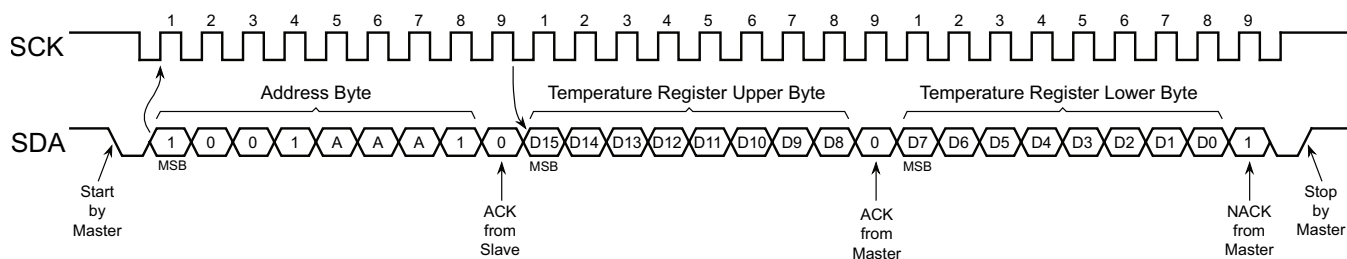 1 2 3 4 5 6 7 8 9 1 2 3 4 5 6 7 8 9 1 2 3 4 5 6 7 8 9
SCK
Address Byte Temperature Register Upper Byte Temperature Register Lower Byte
SDA 1 0 0 1 A A A 1 0 D15 D14 D13 D12 D11 D10 D9 D8 0 D7 D6 D5 D4 D3 D2 D1 D0 1
MSB MSB MSB
Start
by
Master
ACK
from
Slave
ACK
from
Master
NACK
from
Master
Stop
by
Master